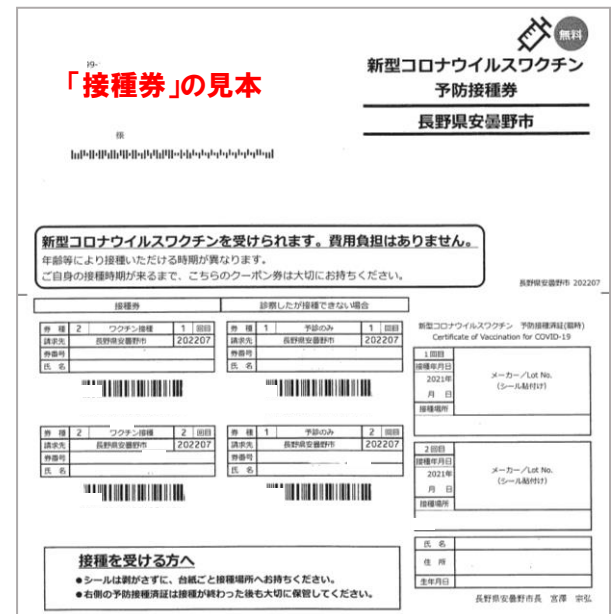 無料
39-
「接種券」の見本
新型コロナウイルスワクチン
予防接種券
長野県安曇野市
様
新型コロナウイルスワクチンを受けられます。費用負担はありません。
年齢等により接種いただける時期が異なります。
ご自身の接種時期が来るまで、こちらのクーポン券は大切にお持ちください。
長野県安曇野市 202207
接種券
診察したが接種できない場合
券 種 2 ワクチン接種 1 回目
請求先 長野県安曇野市 202207
券番号
氏 名
券 種 1 予診のみ 1 回目
請求先 長野県安曇野市 202207
券番号
氏 名
新型コロナウイルスワクチン 予防接種済証(臨時)
Certificate of Vaccination for COVID-19
1回目
接種年月日
2021年
月 日
メーカー/Lot No.
(シール貼付け)
接種場所
券 種 2 ワクチン接種 2 回目
請求先 長野県安曇野市 202207
券番号
氏 名
券 種 1 予診のみ 2 回目
請求先 長野県安曇野市 202207
券番号
氏 名
2回目
接種年月日
2021年
月 日
メーカー/Lot No.
(シール貼付け)
接種場所
氏 名
住 所
生年月日
長野県安曇野市長 宮澤 宗弘
接種を受ける方へ
●シールは剥がさずに、台紙ごと接種場所へお持ちください。
●右側の予防接種済証は接種が終わった後も大切に保管してください。